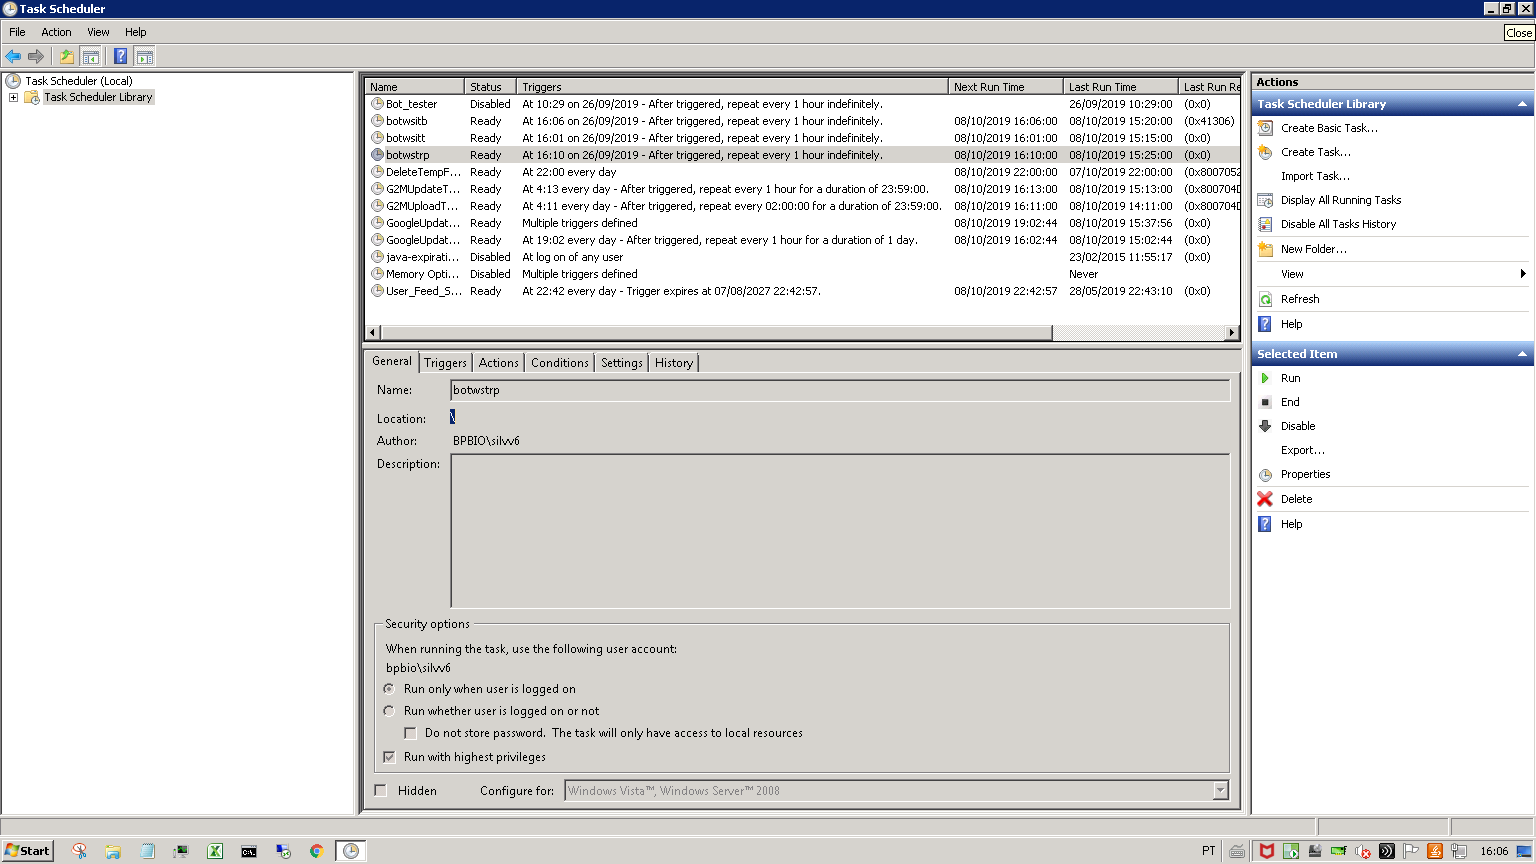 Task Scheduler
File Action View Help
Close
Task Scheduler (Local)
Task Scheduler Library
Name Status Triggers Next Run Time Last Run Time Last Run Re
Bot_tester Disabled At 10:29 on 26/09/2019 - After triggered, repeat every 1 hour indefinitely. 26/09/2019 10:29:00 (0x0)
botwsitb Ready At 16:06 on 26/09/2019 - After triggered, repeat every 1 hour indefinitely. 08/10/2019 16:06:00 08/10/2019 15:20:00 (0x41306)
botwsitt Ready At 16:01 on 26/09/2019 - After triggered, repeat every 1 hour indefinitely. 08/10/2019 16:01:00 08/10/2019 15:15:00 (0x0)
botwstrp Ready At 16:10 on 26/09/2019 - After triggered, repeat every 1 hour indefinitely. 08/10/2019 16:10:00 08/10/2019 15:25:00 (0x0)
DeleteTempF... Ready At 22:00 every day 08/10/2019 22:00:00 07/10/2019 22:00:00 (0x8007052
G2MUpdateT... Ready At 4:13 every day - After triggered, repeat every 1 hour for a duration of 23:59:00. 08/10/2019 16:13:00 08/10/2019 15:13:00 (0x800704D
G2MUploadT... Ready At 4:11 every day - After triggered, repeat every 02:00:00 for a duration of 23:59:00. 08/10/2019 16:11:00 08/10/2019 14:11:00 (0x800704D
GoogleUpdat... Ready Multiple triggers defined 08/10/2019 19:02:44 08/10/2019 15:37:56 (0x0)
GoogleUpdat... Ready At 19:02 every day - After triggered, repeat every 1 hour for a duration of 1 day. 08/10/2019 16:02:44 08/10/2019 15:02:44 (0x0)
java-expirati... Disabled At log on of any user 23/02/2015 11:55:17 (0x0)
Memory Opti... Disabled Multiple triggers defined Never
User_Feed_S... Ready At 22:42 every day - Trigger expires at 07/08/2027 22:42:57. 08/10/2019 22:42:57 28/05/2019 22:43:10 (0x0)
General Triggers Actions Conditions Settings History
Name: botwstrp
Location: \
Author: BPBIO\silvv6
Description:
Security options
When running the task, use the following user account:
bpbio\silvv6
Run only when user is logged on
Run whether user is logged on or not
Do not store password. The task will only have access to local resources
Run with highest privileges
Hidden Configure for: Windows Vista™, Windows Server™ 2008
Actions
Task Scheduler Library
Create Basic Task...
Create Task...
Import Task...
Display All Running Tasks
Disable All Tasks History
New Folder...
View
Refresh
Help
Selected Item
Run
End
Disable
Export...
Properties
Delete
Help
Start PT 16:06